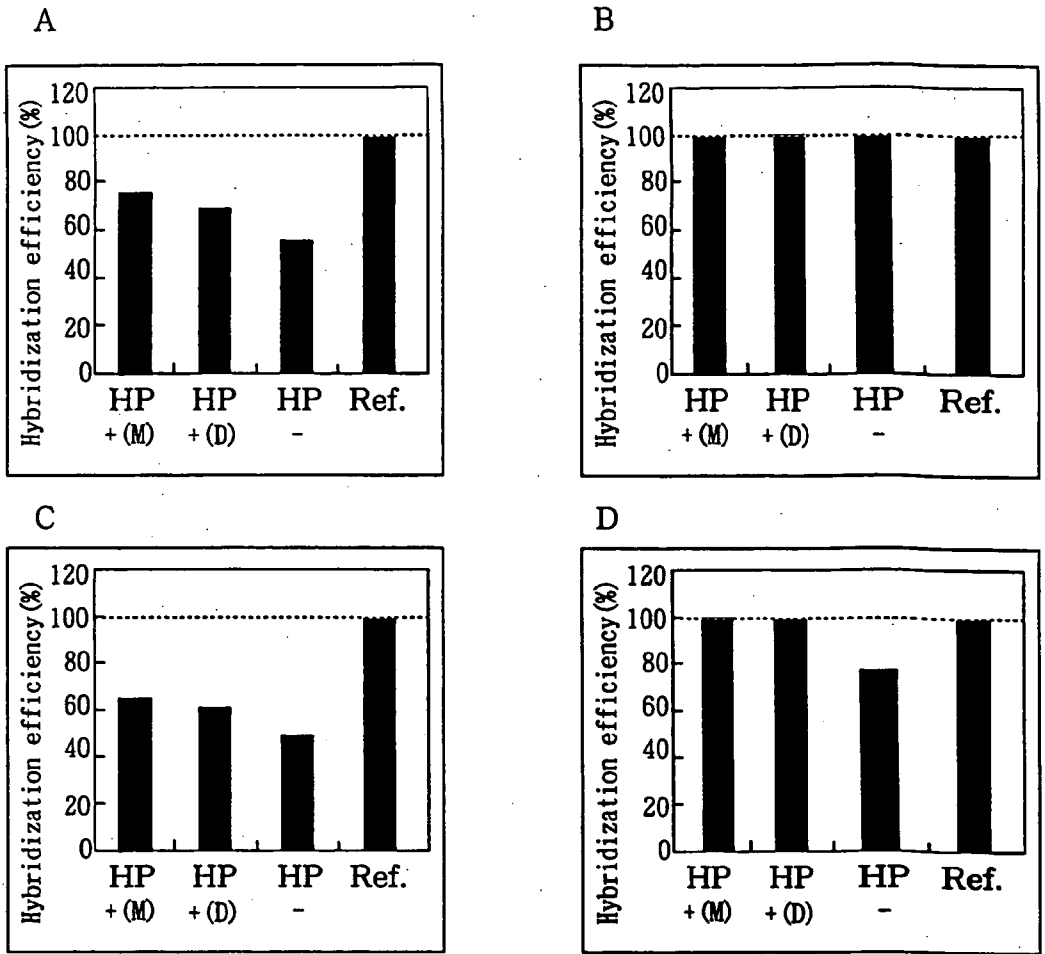 A
Hybridization efficiency(%)
120
100
80
60
40
20
0
HP HP HP Ref.
+(M) +(D) -
B
Hybridization efficiency(%)
120
100
80
60
40
20
0
HP HP HP Ref.
+(M) +(D) -
C
Hybridization efficiency(%)
120
100
80
60
40
20
0
HP HP HP Ref.
+(M) +(D) -
D
Hybridization efficiency(%)
120
100
80
60
40
20
0
HP HP HP Ref.
+(M) +(D) -